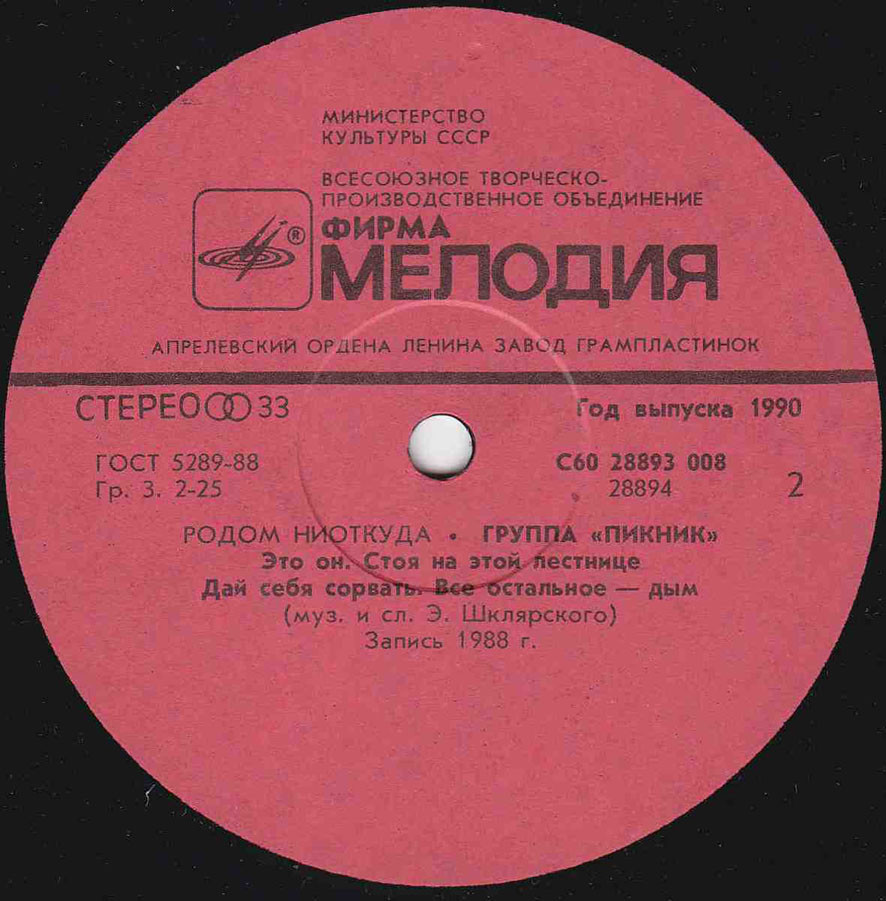 МИНИСТЕРСТВО
КУЛЬТУРЫ СССР
ВСЕСОЮЗНОЕ ТВОРЧЕСКО-
ПРОИЗВОДСТВЕННОЕ ОБЪЕДИНЕНИЕ
ФИРМА
®
МЕЛОДИЯ
АПРЕЛЕВСКИЙ ОРДЕНА ЛЕНИНА ЗАВОД ГРАМПЛАСТИНОК
СТЕРЕО 33
Год выпуска 1990
ГОСТ 5289-88
С60 28893 008
Гр. 3. 2-25
28894
2
РОДОМ НИОТКУДА • ГРУППА «ПИКНИК»
Это он. Стоя на этой лестнице
Дай себя сорвать. Все остальное — дым
(муз. и сл. Э. Шклярского)
Запись 1988 г.